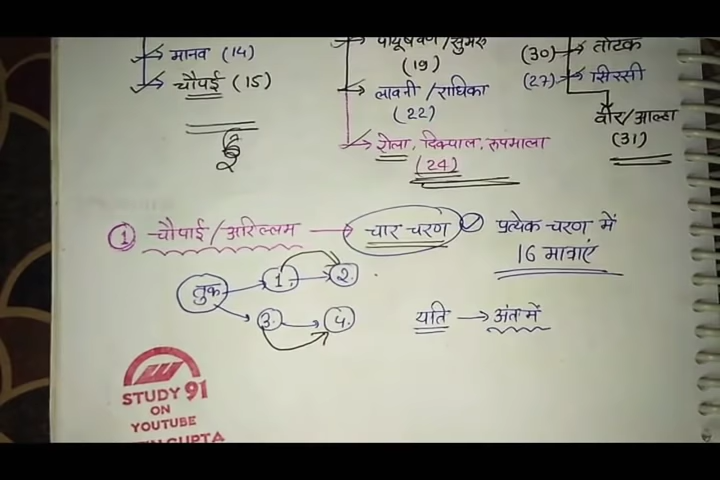 मानव (14)
चौपई (15)
(19)
लावनी / राधिका
(22)
रोला, दिक्पाल, रुपमाला
(24)
(30) तोटक
(27)
वीर/आल्हा
(31)
① चौपाई/अरिल्लम → चार चरण प्रत्येक चरण में
16 मात्राएं
तुक 1. 2.
3. 4.
यति → अंत में
STUDY 91
ON
YOUTUBE
GUPTA